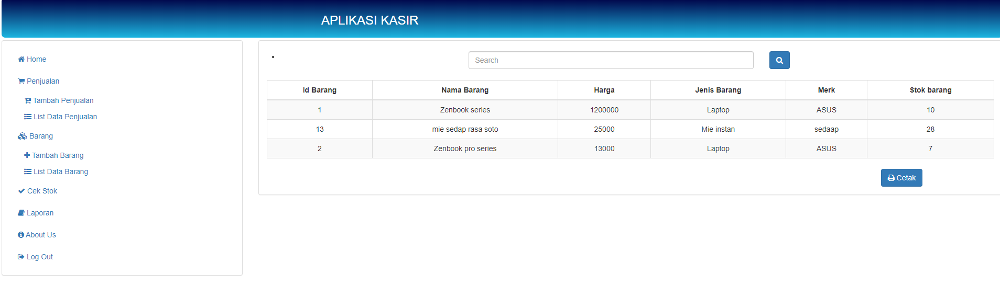 APLIKASI KASIR
Home
Penjualan
Tambah Penjualan
List Data Penjualan
Barang
Tambah Barang
List Data Barang
Cek Stok
Laporan
About Us
Log Out
Search
Id Barang Nama Barang Harga Jenis Barang Merk Stok barang
1 Zenbook series 1200000 Laptop ASUS 10
13 mie sedap rasa soto 25000 Mie instan sedaap 28
2 Zenbook pro series 13000 Laptop ASUS 7
Cetak